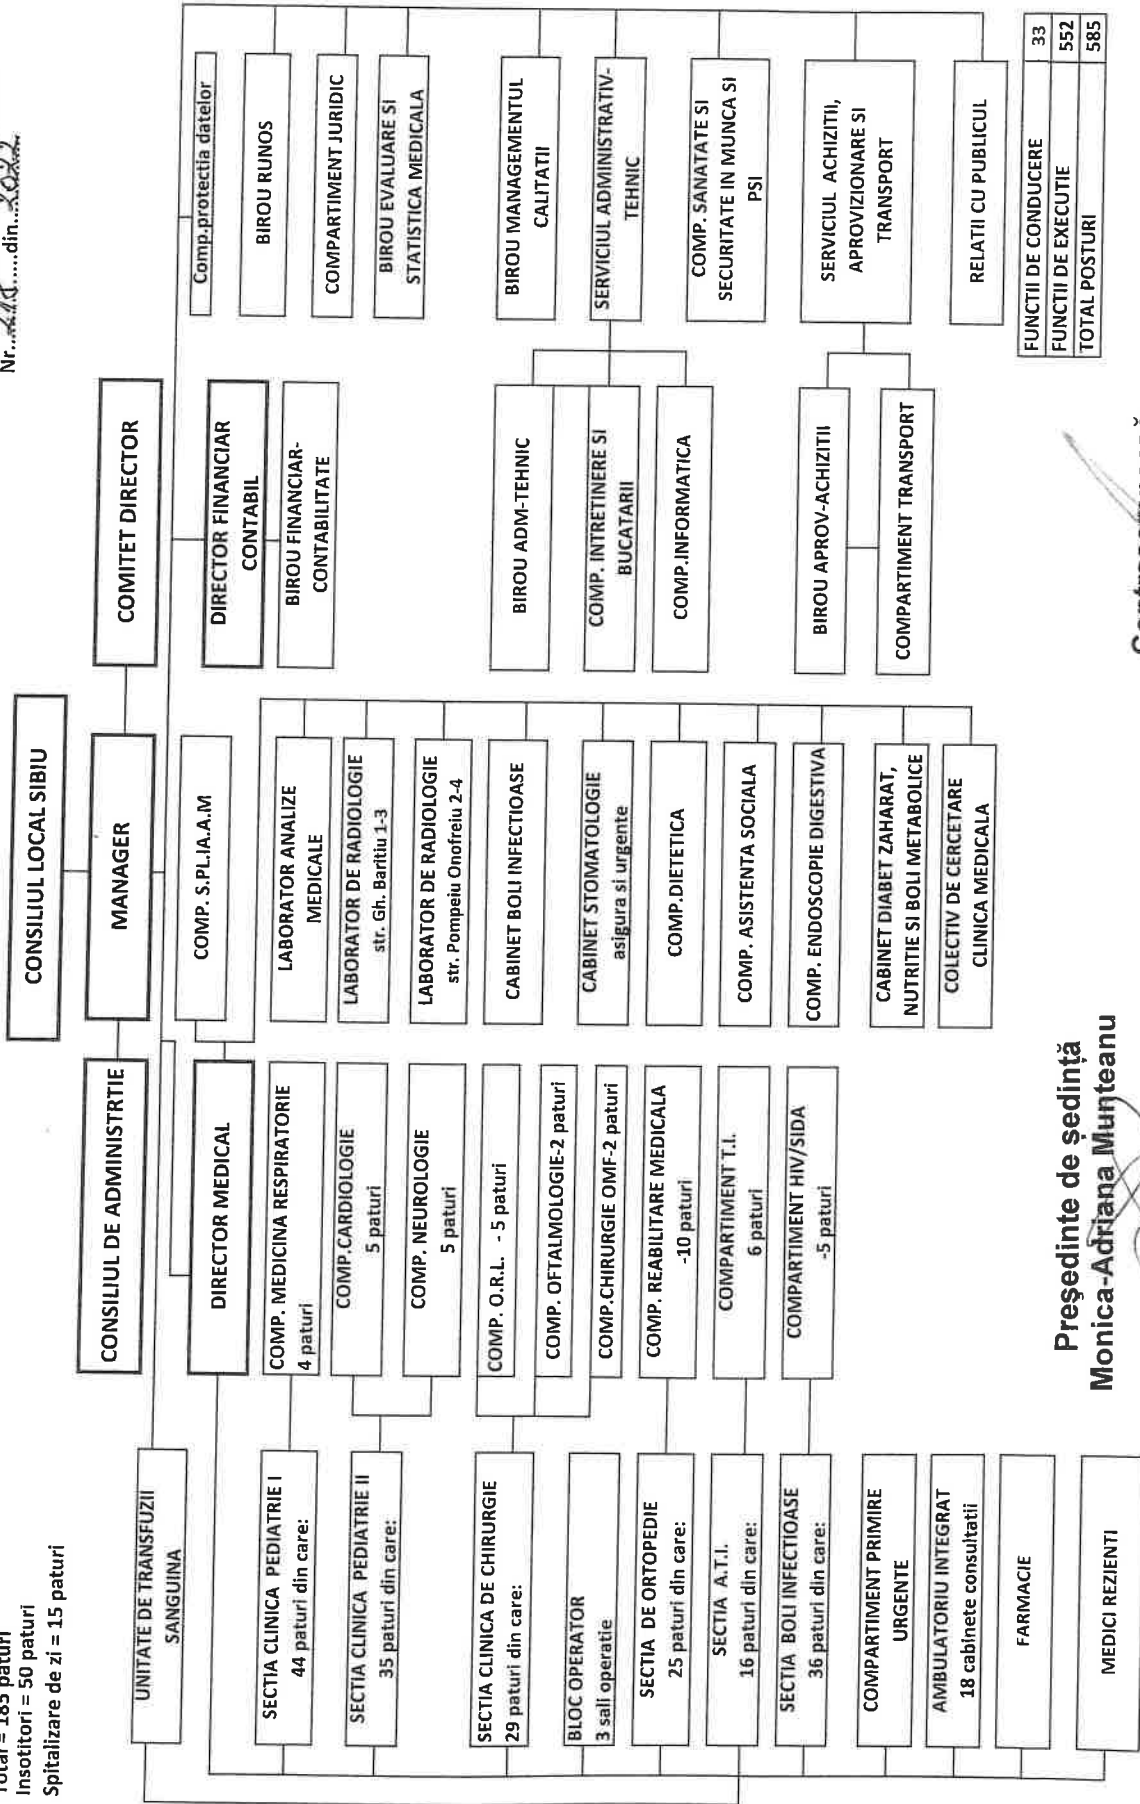 Total = 185 paturi
Insotitori = 50 paturi
Spitalizare de zi = 15 paturi
Nr. din 2022
CONSILIUL LOCAL SIBIU
CONSILIUL DE ADMINISTRTIE
MANAGER
COMITET DIRECTOR
UNITATE DE TRANSFUZII
SANGUINA
DIRECTOR MEDICAL
COMP. S.PL.IA.A.M
DIRECTOR FINANCIAR
CONTABIL
BIROU FINANCIAR-
CONTABILITATE
SECTIA CLINICA PEDIATRIE I
44 paturi din care:
COMP. MEDICINA RESPIRATORIE
4 paturi
SECTIA CLINICA PEDIATRIE II
35 paturi din care:
COMP.CARDIOLOGIE
5 paturi
COMP. NEUROLOGIE
5 paturi
SECTIA CLINICA DE CHIRURGIE
29 paturi din care:
COMP. O.R.L. - 5 paturi
COMP. OFTALMOLOGIE-2 paturi
COMP.CHIRURGIE OMF-2 paturi
BLOC OPERATOR
3 sali operatie
SECTIA DE ORTOPEDIE
25 paturi din care:
COMP. REABILITARE MEDICALA
-10 paturi
SECTIA A.T.I.
16 paturi din care:
COMPARTIMENT T.I.
6 paturi
SECTIA BOLI INFECTIOASE
36 paturi din care:
COMPARTIMENT HIV/SIDA
-5 paturi
COMPARTIMENT PRIMIRE
URGENTE
AMBULATORIU INTEGRAT
18 cabinete consultatii
FARMACIE
MEDICI REZIENTI
LABORATOR ANALIZE
MEDICALE
LABORATOR DE RADIOLOGIE
str. Gh. Baritiu 1-3
LABORATOR DE RADIOLOGIE
str. Pompeiu Onofreiu 2-4
CABINET BOLI INFECTIOASE
CABINET STOMATOLOGIE
asigura si urgente
COMP.DIETETICA
COMP. ASISTENTA SOCIALA
COMP. ENDOSCOPIE DIGESTIVA
CABINET DIABET ZAHARAT,
NUTRITIE SI BOLI METABOLICE
COLECTIV DE CERCETARE
CLINICA MEDICALA
BIROU ADM-TEHNIC
COMP. INTRETINERE SI
BUCATARII
COMP.INFORMATICA
BIROU APROV-ACHIZITII
COMPARTIMENT TRANSPORT
Comp.protectia datelor
BIROU RUNOS
COMPARTIMENT JURIDIC
BIROU EVALUARE SI
STATISTICA MEDICALA
BIROU MANAGEMENTUL
CALITATII
SERVICIUL ADMINISTRATIV-
TEHNIC
COMP. SANATATE SI
SECURITATE IN MUNCA SI
PSI
SERVICIUL ACHIZITII,
APROVIZIONARE SI
TRANSPORT
RELATII CU PUBLICUL
FUNCTII DE CONDUCERE 33
FUNCTII DE EXECUTIE 552
TOTAL POSTURI 585
Președinte de ședință
Monica-Adriana Munteanu